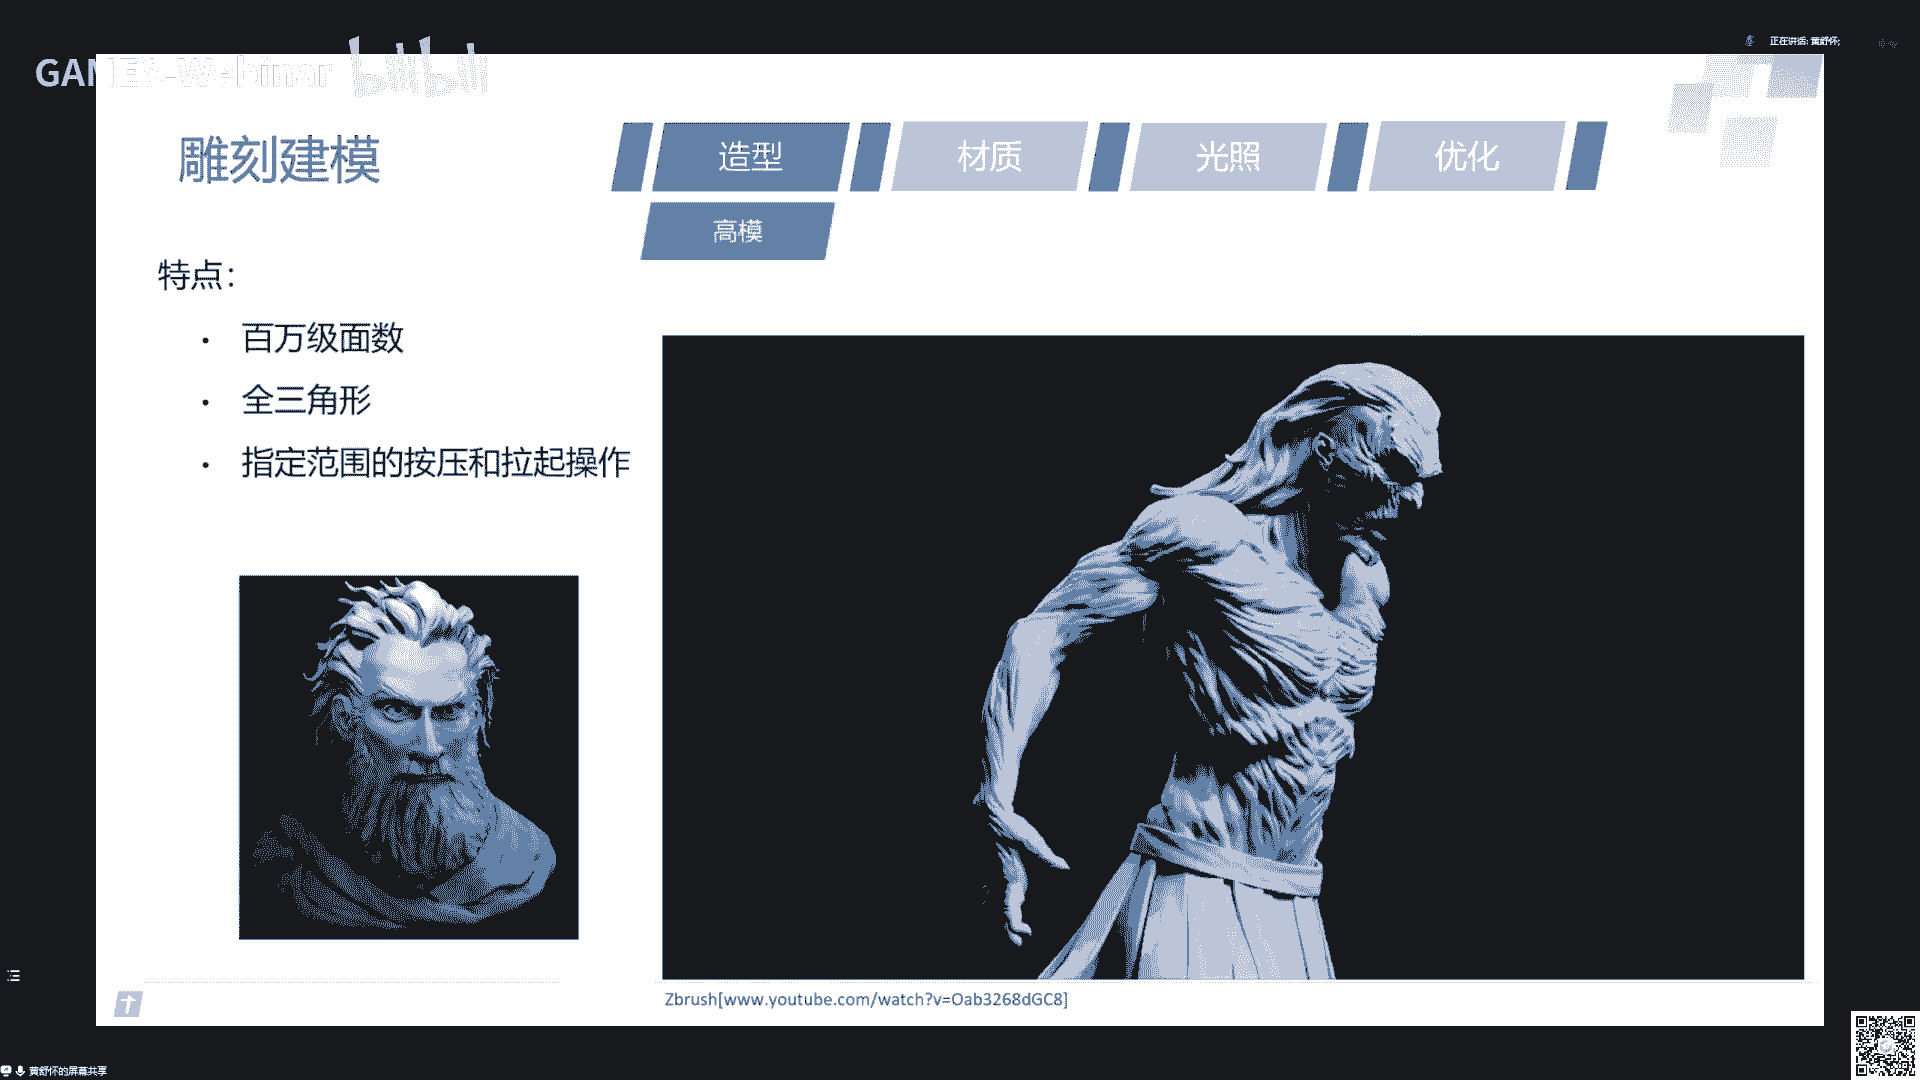 正在讲话: 黄舒怀;
GAMES-Webinar bilibili
雕刻建模
造型
材质
光照
优化
高模
特点：
• 百万级面数
• 全三角形
• 指定范围的按压和拉起操作
Zbrush[www.youtube.com/watch?v=Oab3268dGC8]
黄舒怀的屏幕共享